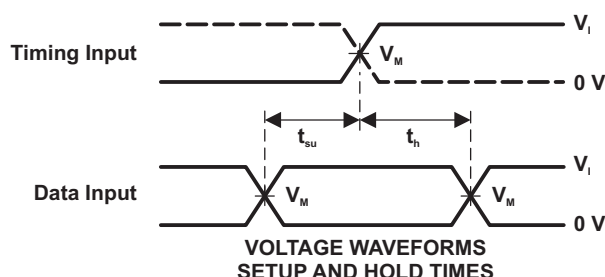 Timing Input
V_M
V_I
0 V
t_su
t_h
Data Input
V_M
V_M
V_I
0 V
VOLTAGE WAVEFORMS
SETUP AND HOLD TIMES